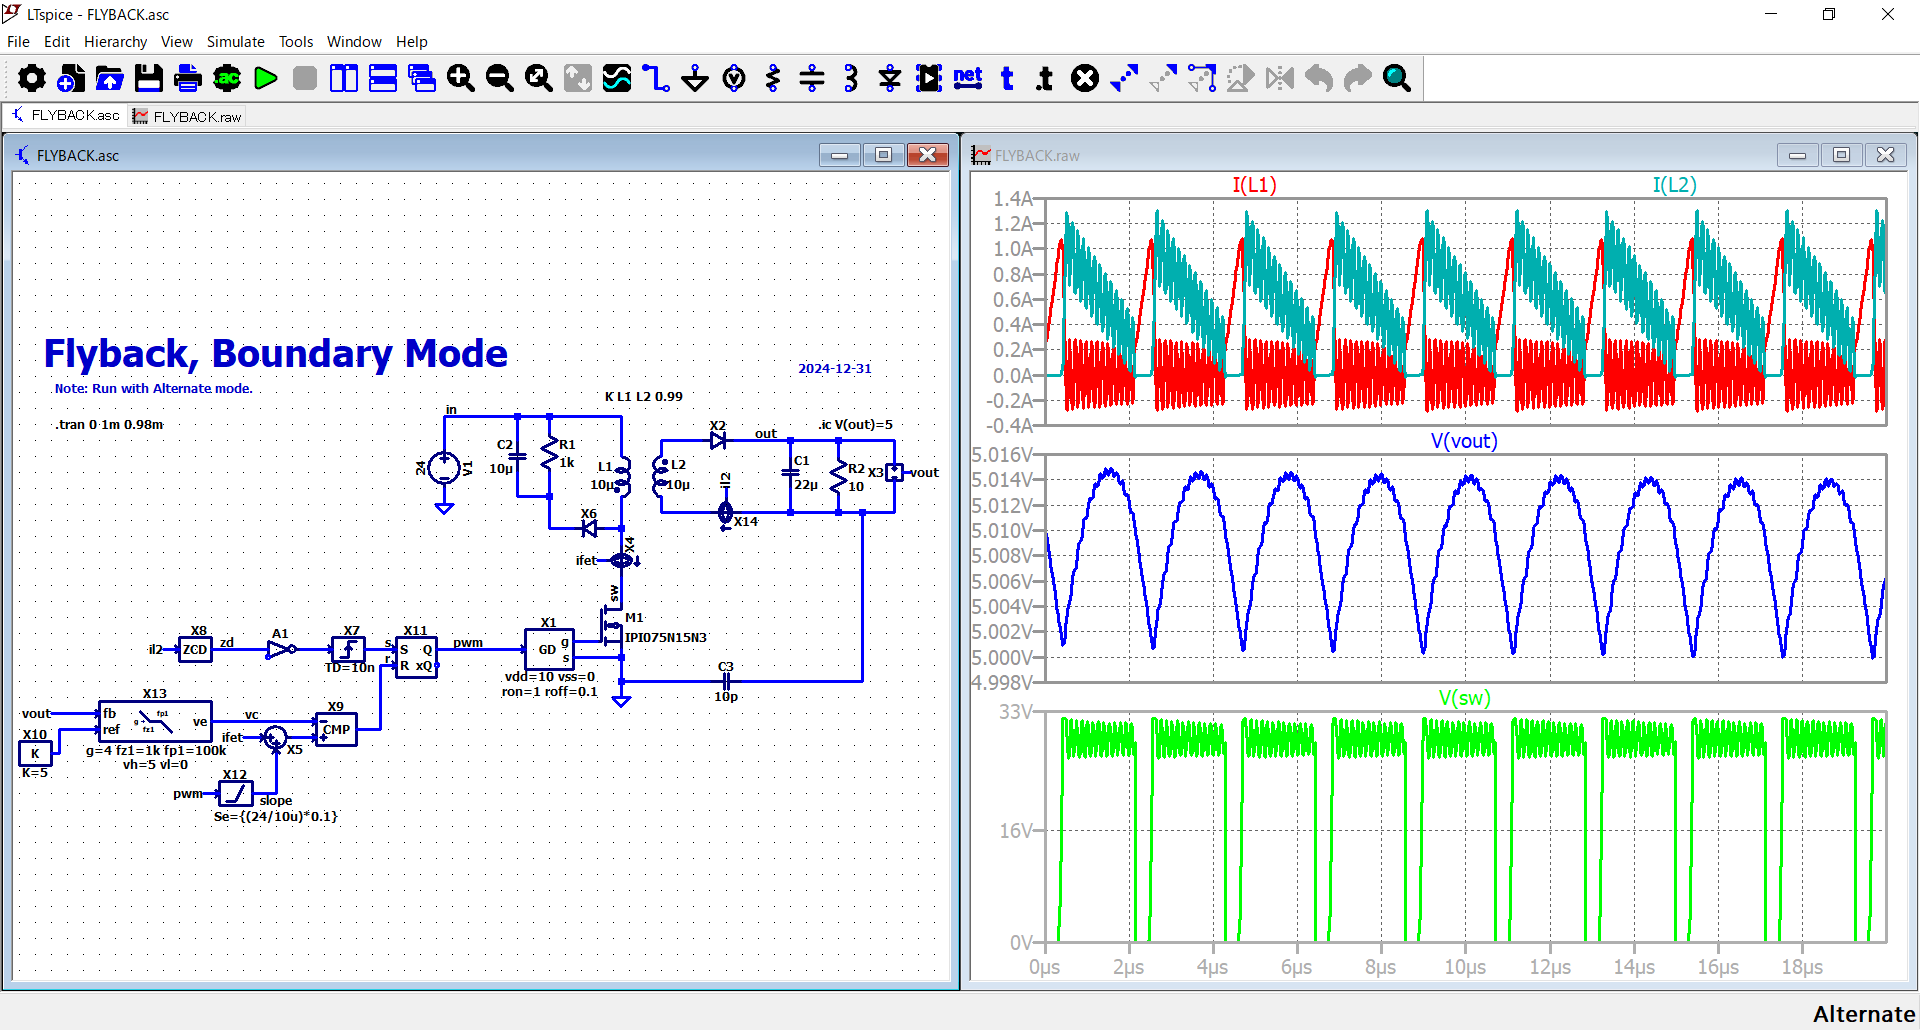 LTspice - FLYBACK.asc
File Edit Hierarchy View Simulate Tools Window Help
.ac
net
t
.t
FLYBACK.asc
FLYBACK.raw
FLYBACK.asc
Flyback, Boundary Mode
Note: Run with Alternate mode.
2024-12-31
.tran 0 1m 0.98m
K L1 L2 0.99
in
24
V1
C2
10µ
R1
1k
L1
10µ
L2
10µ
X2
out
.ic V(out)=5
C1
22µ
R2
10
X3
vout
il2
X14
X6
X4
ifet
sw
M1
IPI075N15N3
X8
il2
ZCD
zd
A1
X7
TD=10n
s
r
X11
S Q
R xQ
pwm
X1
GD
g
s
vdd=10 vss=0
ron=1 roff=0.1
C3
10p
X13
vout
fb
ref
g
fp1
fz1
ve
g=4 fz1=1k fp1=100k
vh=5 vl=0
X10
K
K=5
vc
ifet
X5
X9
CMP
X12
pwm
slope
Se={(24/10u)*0.1}
FLYBACK.raw
I(L1) I(L2)
1.4A
1.2A
1.0A
0.8A
0.6A
0.4A
0.2A
0.0A
-0.2A
-0.4A
V(vout)
5.016V
5.014V
5.012V
5.010V
5.008V
5.006V
5.004V
5.002V
5.000V
4.998V
V(sw)
33V
16V
0V
0µs 2µs 4µs 6µs 8µs 10µs 12µs 14µs 16µs 18µs
Alternate